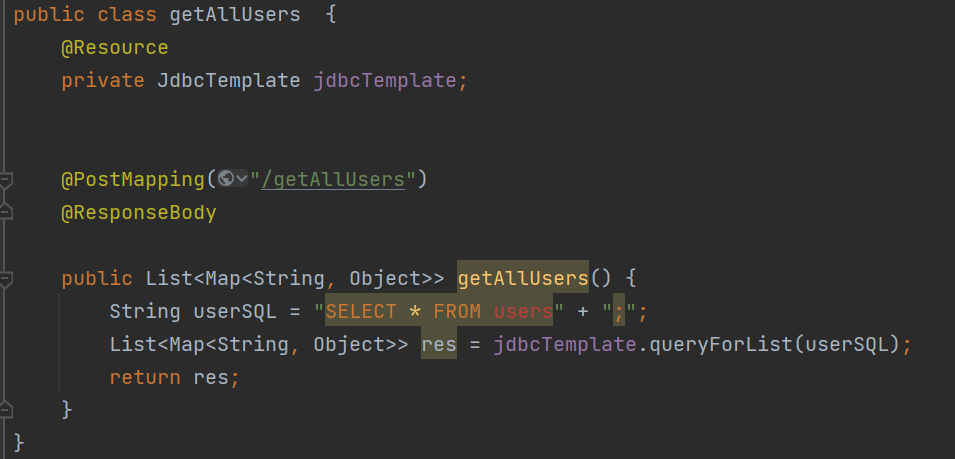 public class getAllUsers  {
    @Resource
    private JdbcTemplate jdbcTemplate;
    @PostMapping("/getAllUsers")
    @ResponseBody
    public List<Map<String, Object>> getAllUsers() {
        String userSQL = "SELECT * FROM users" + ";";
        List<Map<String, Object>> res = jdbcTemplate.queryForList(userSQL);
        return res;
    }
}